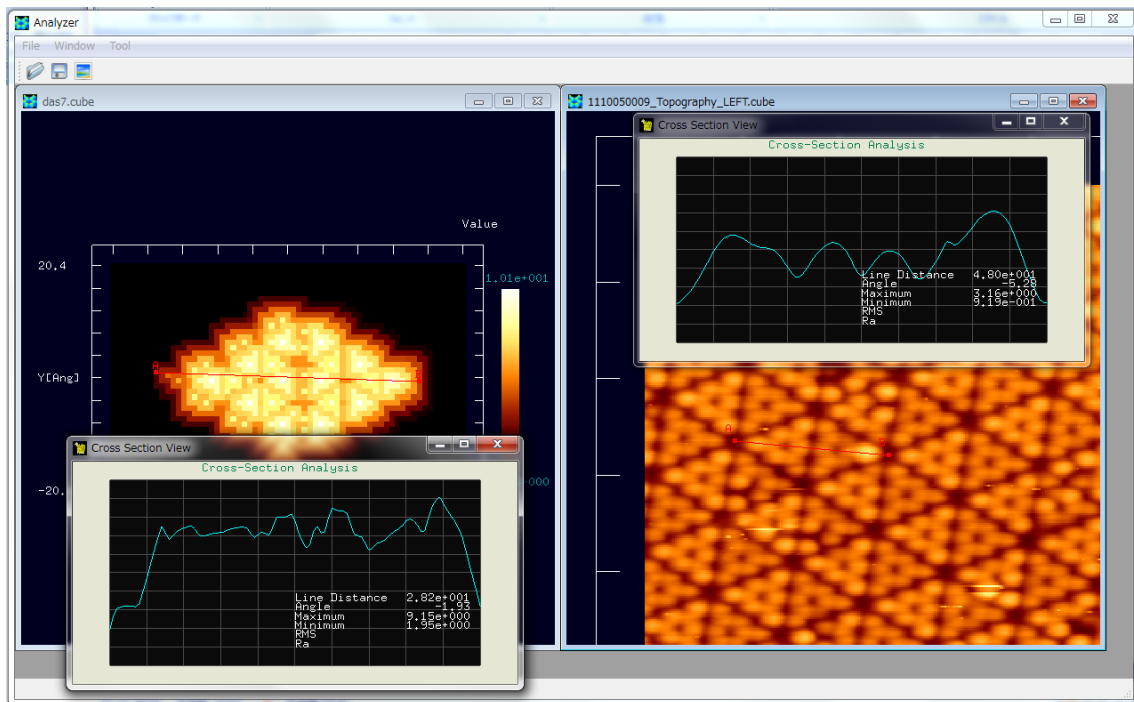 Analyzer
File Window Tool
das7.cube
Value
20.4
1.01e+001
Y[Ang]
A
-20.
000
Cross Section View
Cross-Section Analysis
Line Distance 2.82e+001
Angle -1.93
Maximum 9.15e+000
Minimum 1.95e+000
RMS
Ra
1110050009_Topography_LEFT.cube
Cross Section View
Cross-Section Analysis
Line Distance 4.80e+001
Angle -5.28
Maximum 3.16e+000
Minimum 9.19e-001
RMS
Ra
A